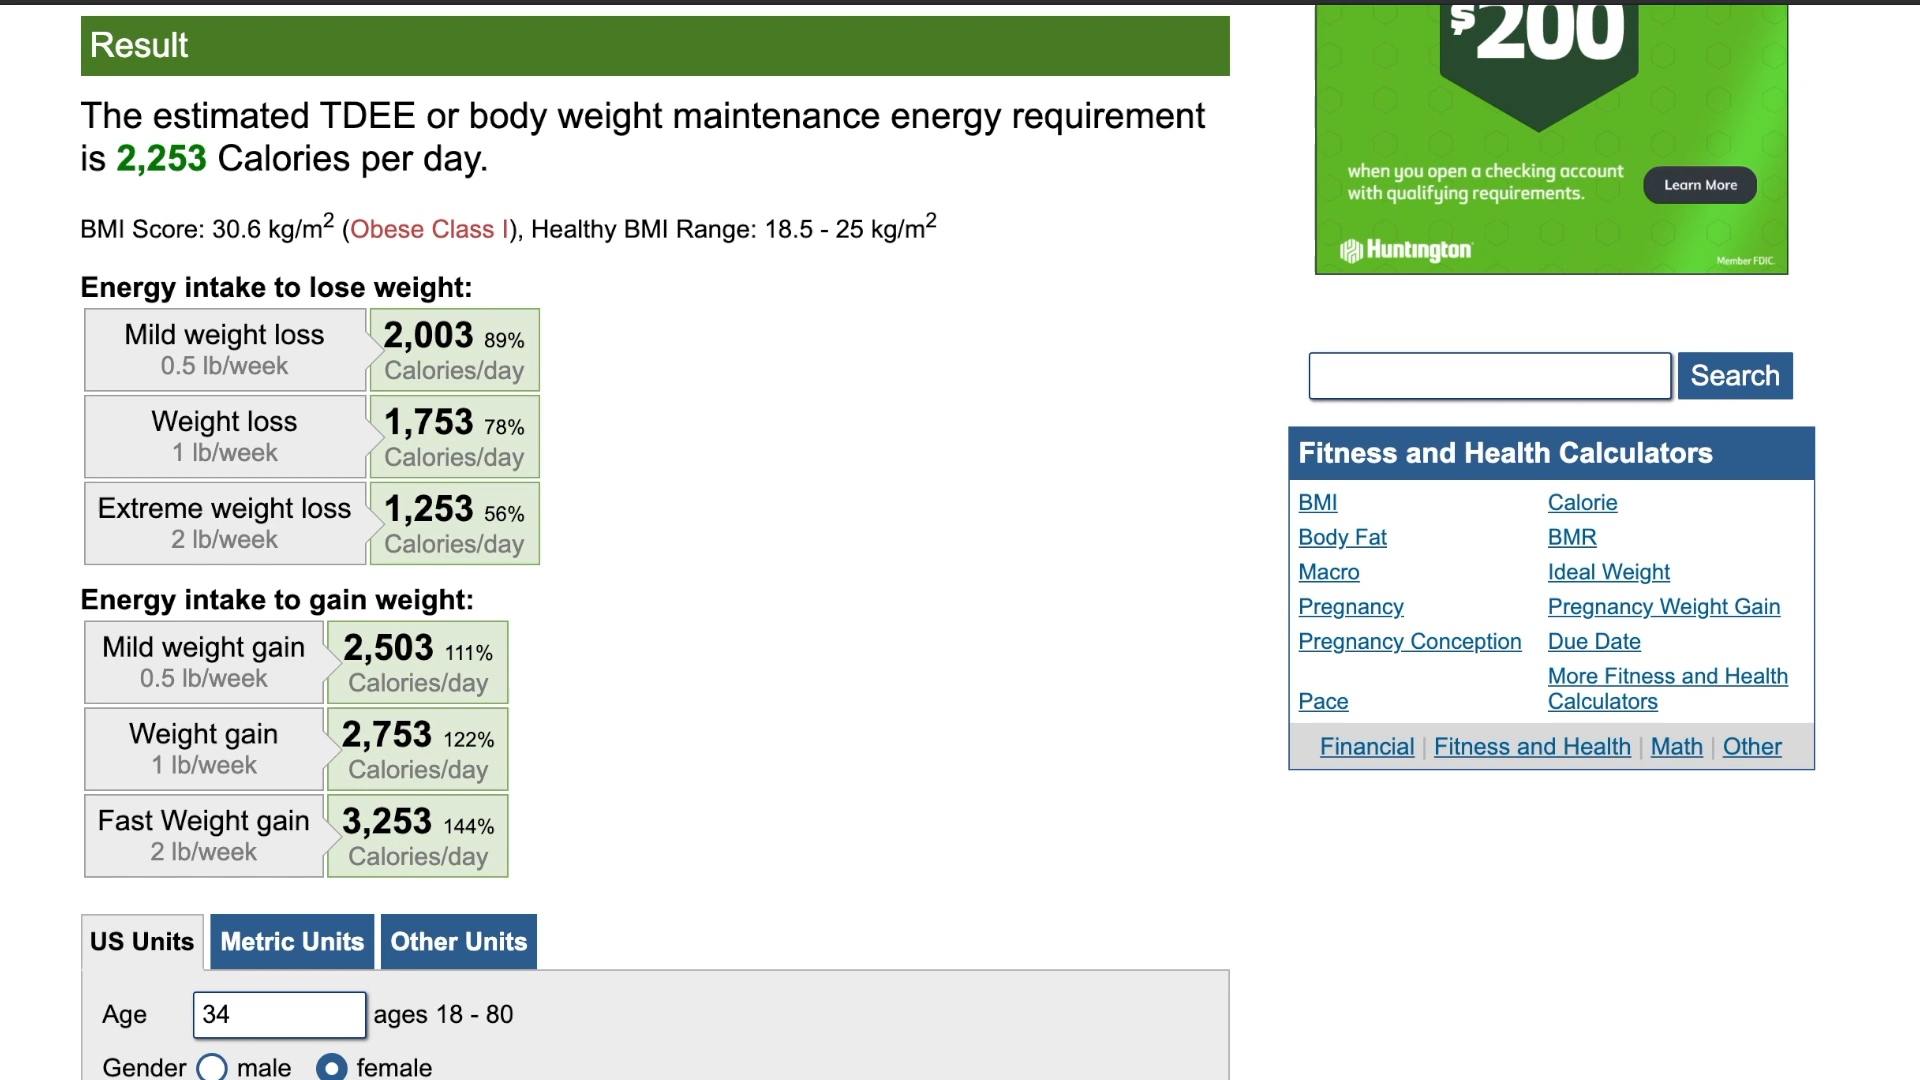 Result
The estimated TDEE or body weight maintenance energy requirement
is 2,253 Calories per day.
BMI Score: 30.6 kg/m2 (Obese Class I), Healthy BMI Range: 18.5 - 25 kg/m2
Energy intake to lose weight:
Mild weight loss
0.5 lb/week
2,003 89%
Calories/day
Weight loss
1 lb/week
1,753 78%
Calories/day
Extreme weight loss
2 lb/week
1,253 56%
Calories/day
Energy intake to gain weight:
Mild weight gain
0.5 lb/week
2,503 111%
Calories/day
Weight gain
1 lb/week
2,753 122%
Calories/day
Fast Weight gain
2 lb/week
3,253 144%
Calories/day
US Units
Metric Units
Other Units
Age 34 ages 18 - 80
Gender male female
$200
when you open a checking account
with qualifying requirements.
Learn More
Huntington
Member FDIC.
Search
Fitness and Health Calculators
BMI
Calorie
Body Fat
BMR
Macro
Ideal Weight
Pregnancy
Pregnancy Weight Gain
Pregnancy Conception
Due Date
Pace
More Fitness and Health
Calculators
Financial | Fitness and Health | Math | Other